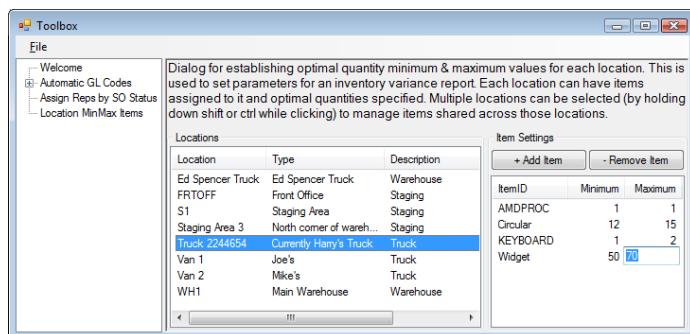 Toolbox
File
Welcome
Automatic GL Codes
Assign Reps by SO Status
Location MinMax Items
Dialog for establishing optimal quantity minimum & maximum values for each location. This is
used to set parameters for an inventory variance report. Each location can have items
assigned to it and optimal quantities specified. Multiple locations can be selected (by holding
down shift or ctrl while clicking) to manage items shared across those locations.
Locations
Location Type Description
Ed Spencer Truck Ed Spencer Truck Warehouse
FRTOFF Front Office Staging
S1 Staging Area Staging
Staging Area 3 North corner of wareh... Staging
Truck 2244654 Currently Harry's Truck Truck
Van 1 Joe's Truck
Van 2 Mike's Truck
WH1 Main Warehouse Warehouse
Item Settings
+ Add Item - Remove Item
ItemID Minimum Maximum
AMDPROC 1 1
Circular 12 15
KEYBOARD 1 2
Widget 50 70